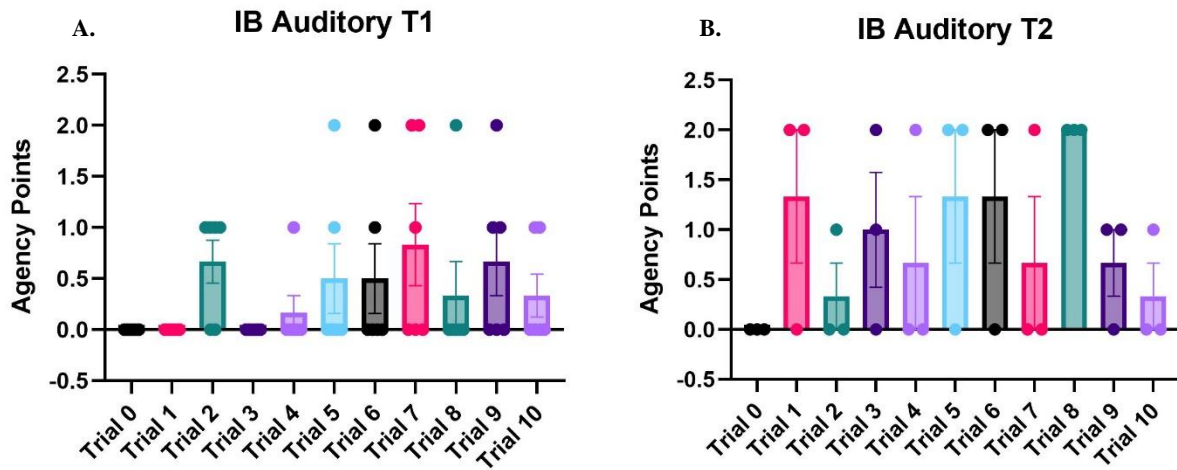 A.
IB Auditory T1
Agency Points
2.5
2.0
1.5
1.0
0.5
0.0
-0.5
Trial 0
Trial 1
Trial 2
Trial 3
Trial 4
Trial 5
Trial 6
Trial 7
Trial 8
Trial 9
Trial 10
B.
IB Auditory T2
Agency Points
2.5
2.0
1.5
1.0
0.5
0.0
-0.5
Trial 0
Trial 1
Trial 2
Trial 3
Trial 4
Trial 5
Trial 6
Trial 7
Trial 8
Trial 9
Trial 10